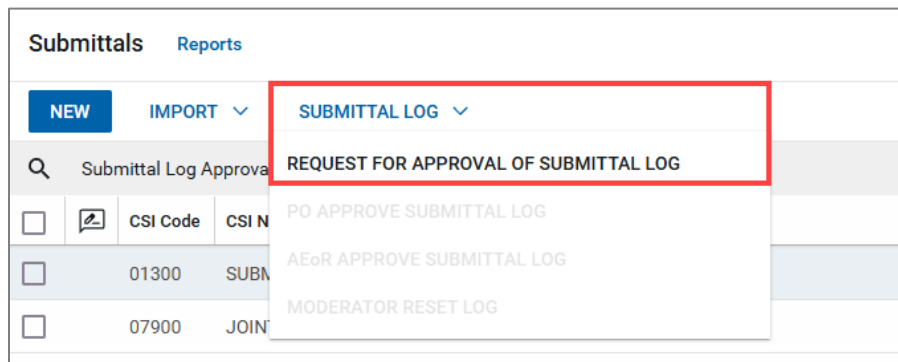 Submittals Reports
NEW IMPORT SUBMITTAL LOG
REQUEST FOR APPROVAL OF SUBMITTAL LOG
Submittal Log Approva
PO APPROVE SUBMITTAL LOG
CSI Code CSI N
AEoR APPROVE SUBMITTAL LOG
01300 SUBM
MODERATOR RESET LOG
07900 JOIN